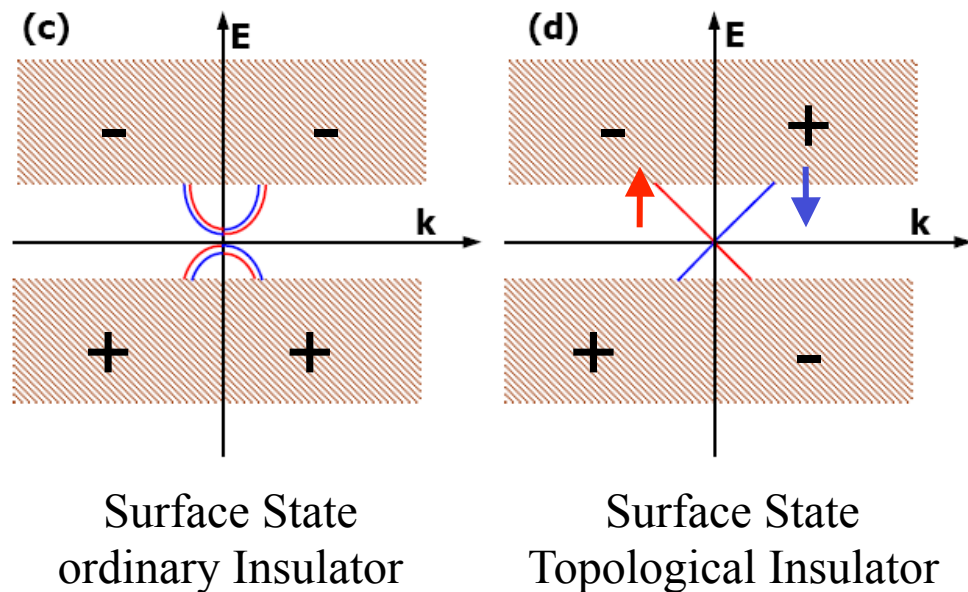 (c)
E
-
-
k
+
+
Surface State
ordinary Insulator
(d)
E
-
+
k
+
-
Surface State
Topological Insulator